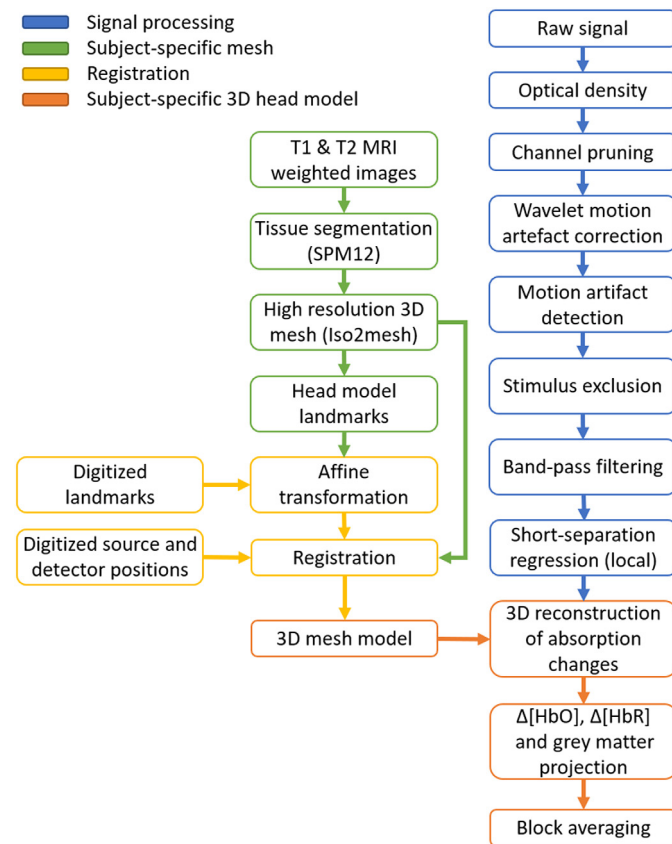 Signal processing
Subject-specific mesh
Registration
Subject-specific 3D head model
Raw signal
Optical density
Channel pruning
Wavelet motion
artefact correction
Motion artifact
detection
Stimulus exclusion
Band-pass filtering
Short-separation
regression (local)
T1 & T2 MRI
weighted images
Tissue segmentation
(SPM12)
High resolution 3D
mesh (Iso2mesh)
Head model
landmarks
Digitized
landmarks
Affine
transformation
Digitized source and
detector positions
Registration
3D mesh model
3D reconstruction
of absorption
changes
Δ[HbO], Δ[HbR]
and grey matter
projection
Block averaging